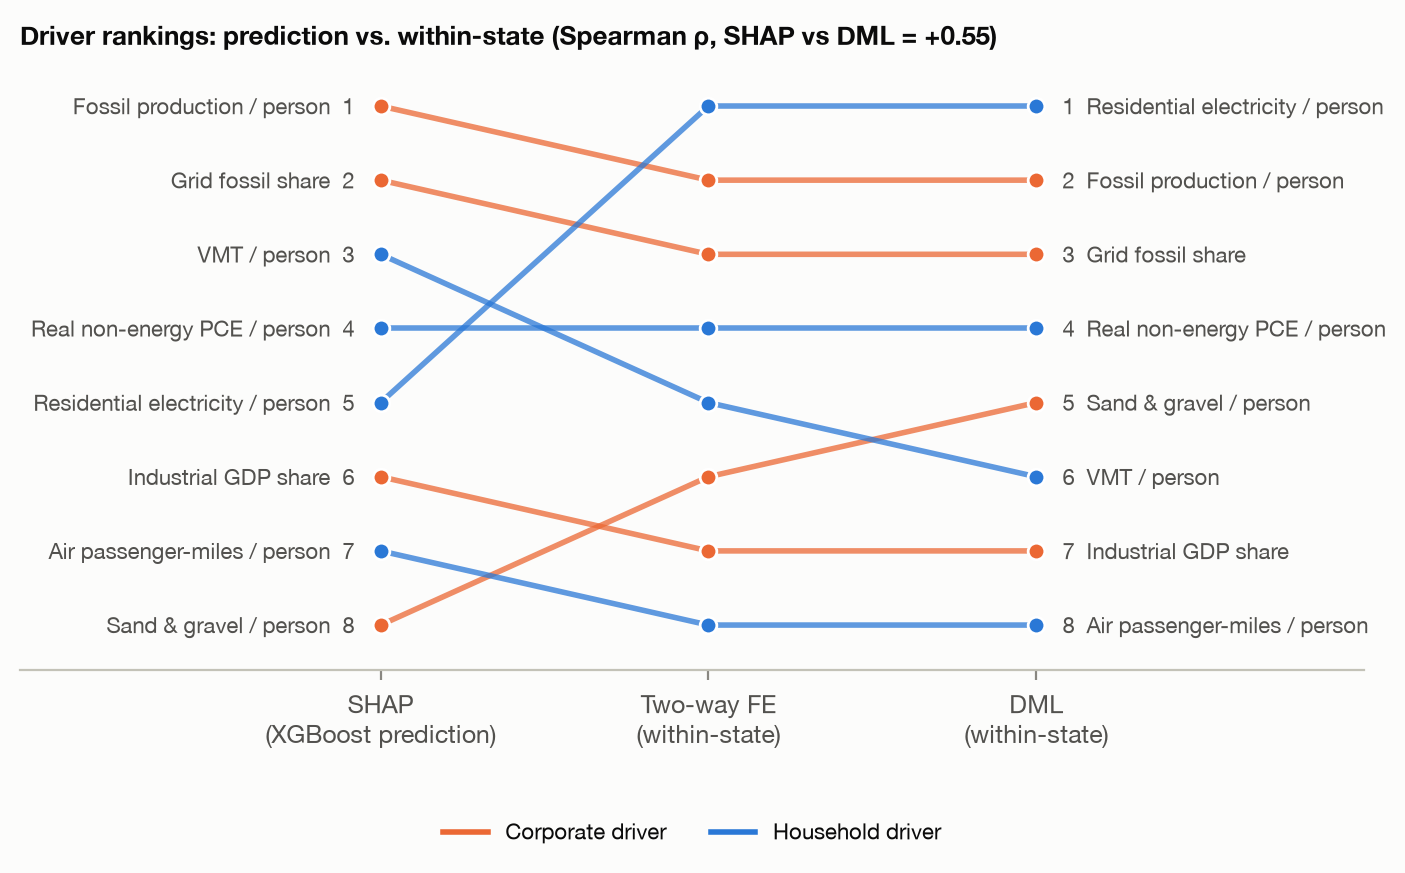 Driver rankings: prediction vs. within-state (Spearman ρ, SHAP vs DML = +0.55)
Fossil production / person 1
1 Residential electricity / person
Grid fossil share 2
2 Fossil production / person
VMT / person 3
3 Grid fossil share
Real non-energy PCE / person 4
4 Real non-energy PCE / person
Residential electricity / person 5
5 Sand & gravel / person
Industrial GDP share 6
6 VMT / person
Air passenger-miles / person 7
7 Industrial GDP share
Sand & gravel / person 8
8 Air passenger-miles / person
SHAP
(XGBoost prediction)
Two-way FE
(within-state)
DML
(within-state)
Corporate driver
Household driver